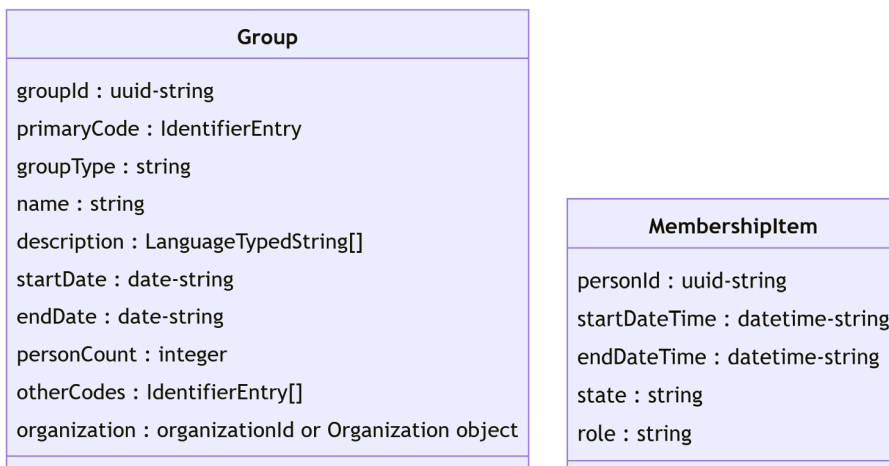 Group
groupId : uuid-string
primaryCode : IdentifierEntry
groupType : string
name : string
description : LanguageTypedString[]
startDate : date-string
endDate : date-string
personCount : integer
otherCodes : IdentifierEntry[]
organization : organizationId or Organization object
MembershipItem
personId : uuid-string
startDateTime : datetime-string
endDateTime : datetime-string
state : string
role : string